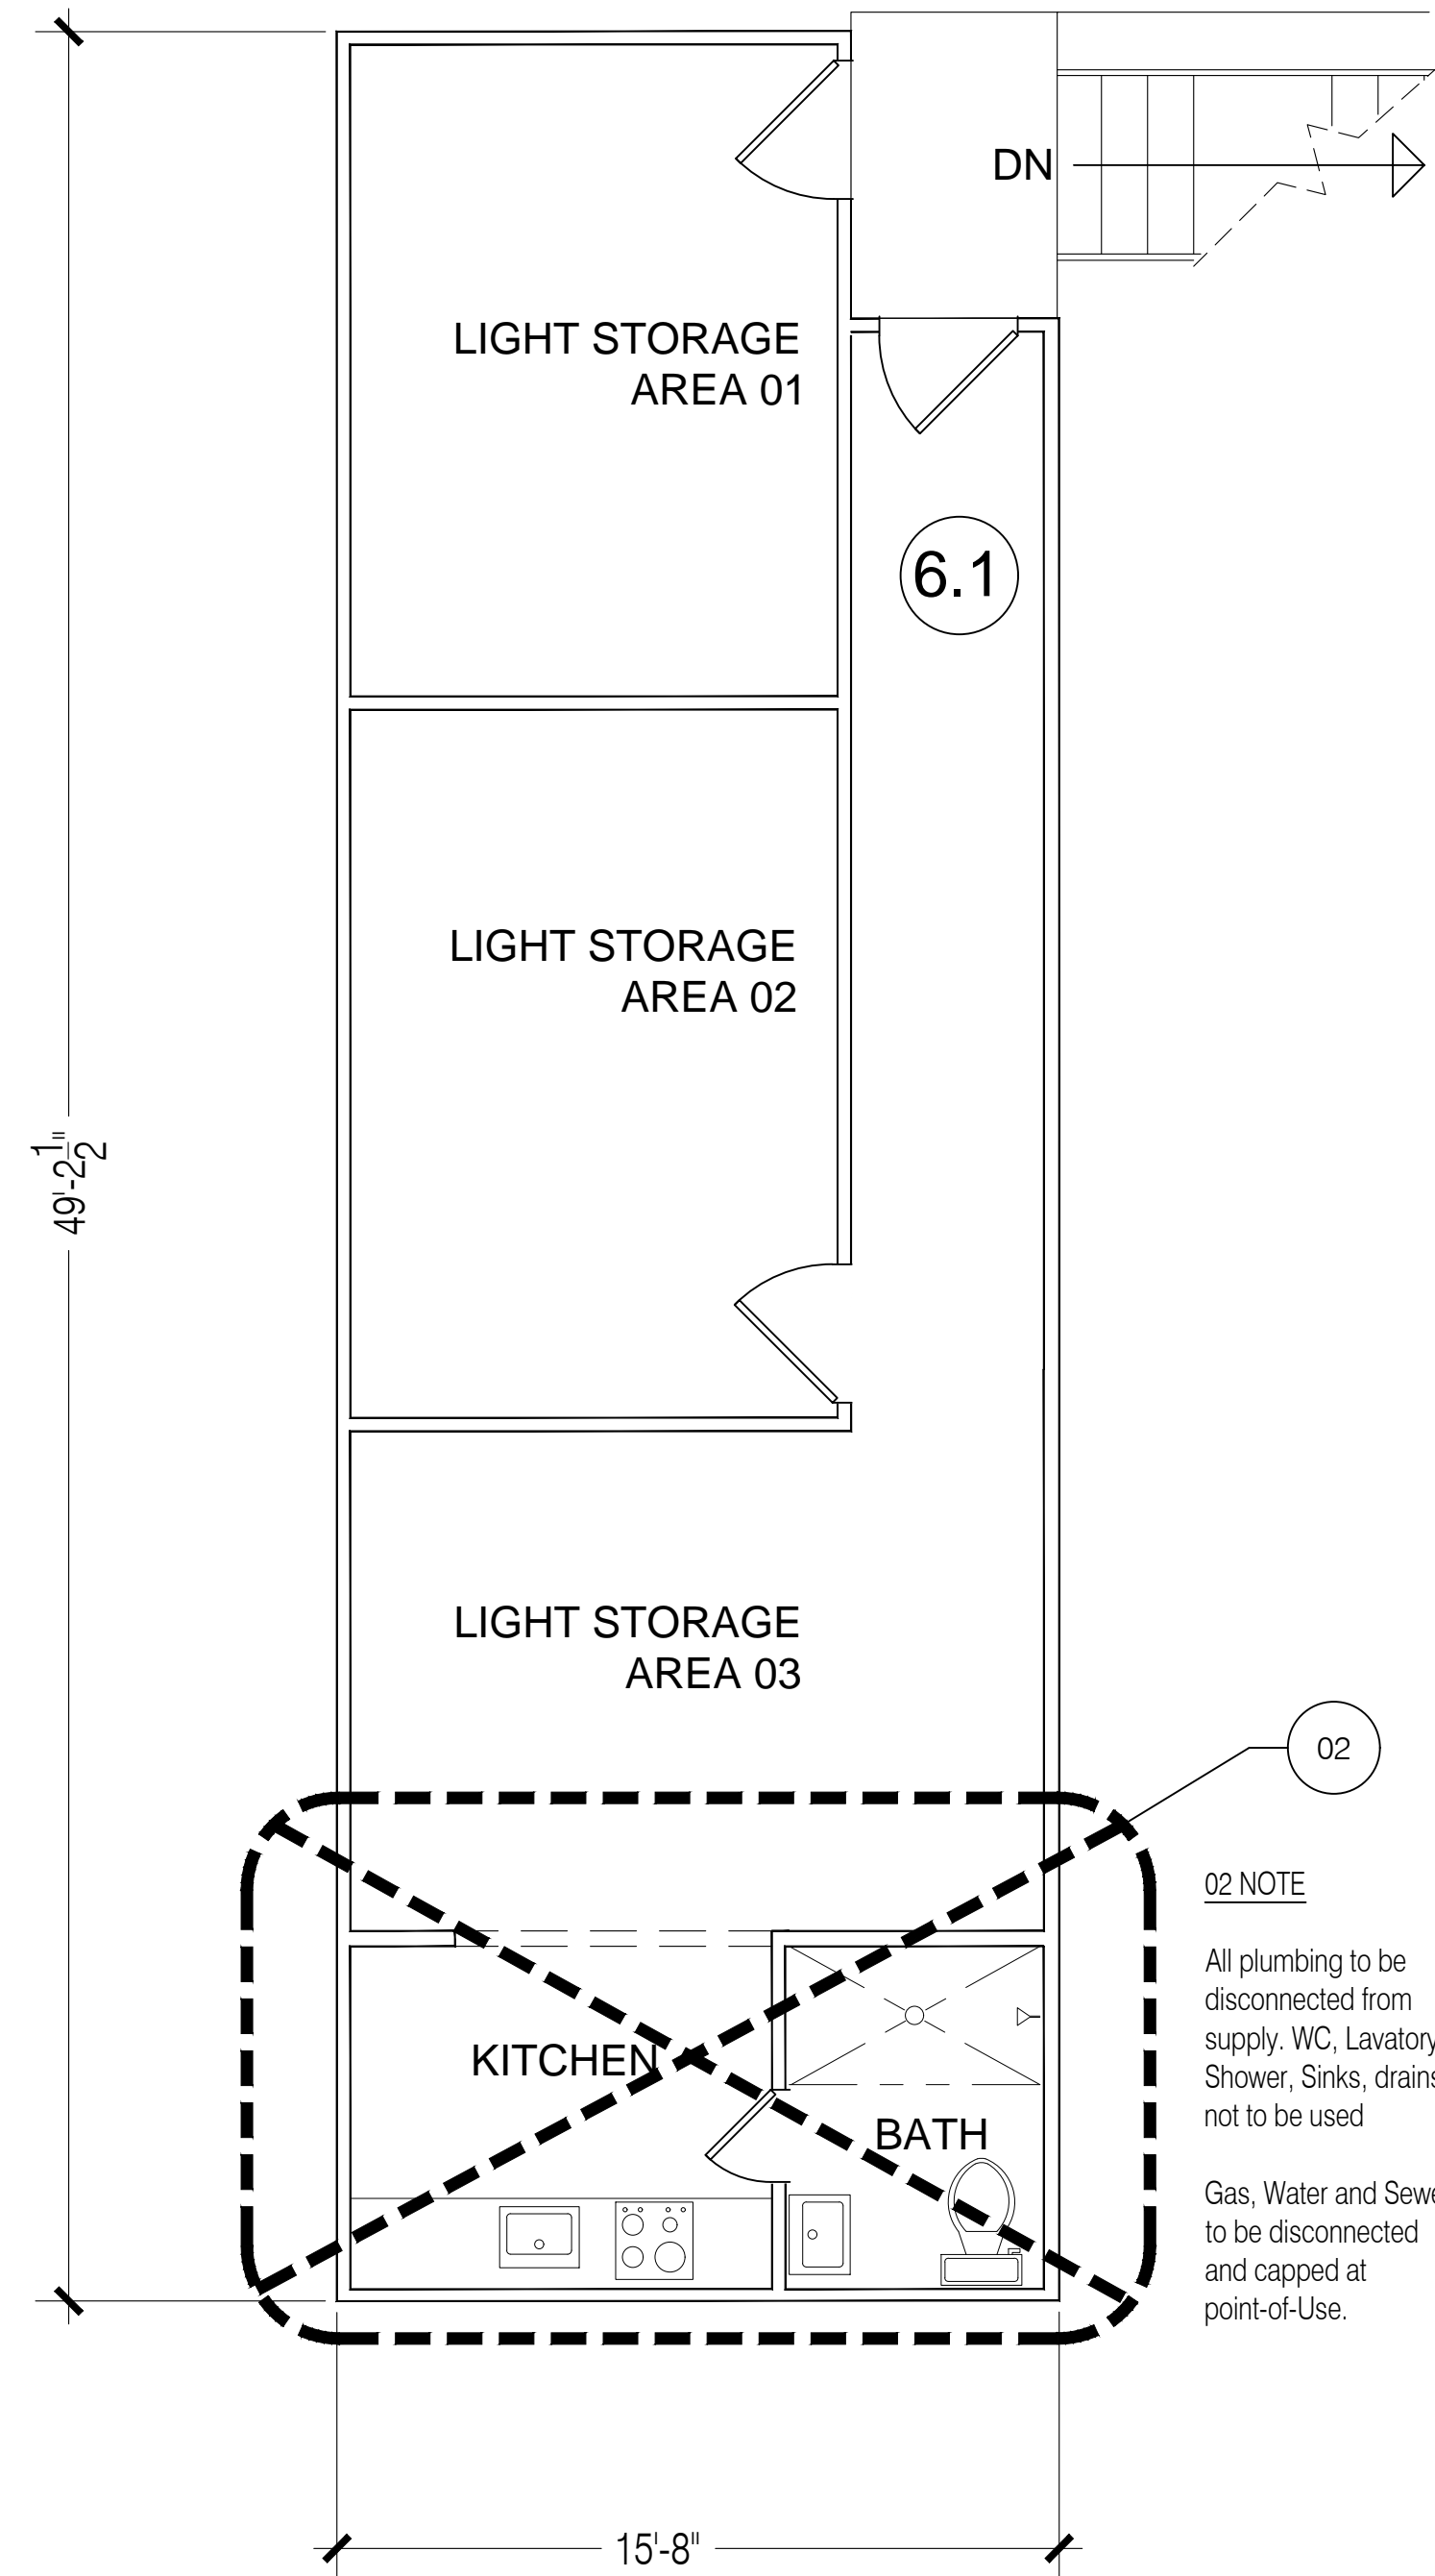 DN
LIGHT STORAGE
AREA 01
6.1
LIGHT STORAGE
AREA 02
49'-2 1/2"
LIGHT STORAGE
AREA 03
02
02 NOTE
All plumbing to be
disconnected from
supply. WC, Lavatory
Shower, Sinks, drains
not to be used
Gas, Water and Sewe
to be disconnected
and capped at
point-of-Use.
KITCHEN
BATH
15'-8"